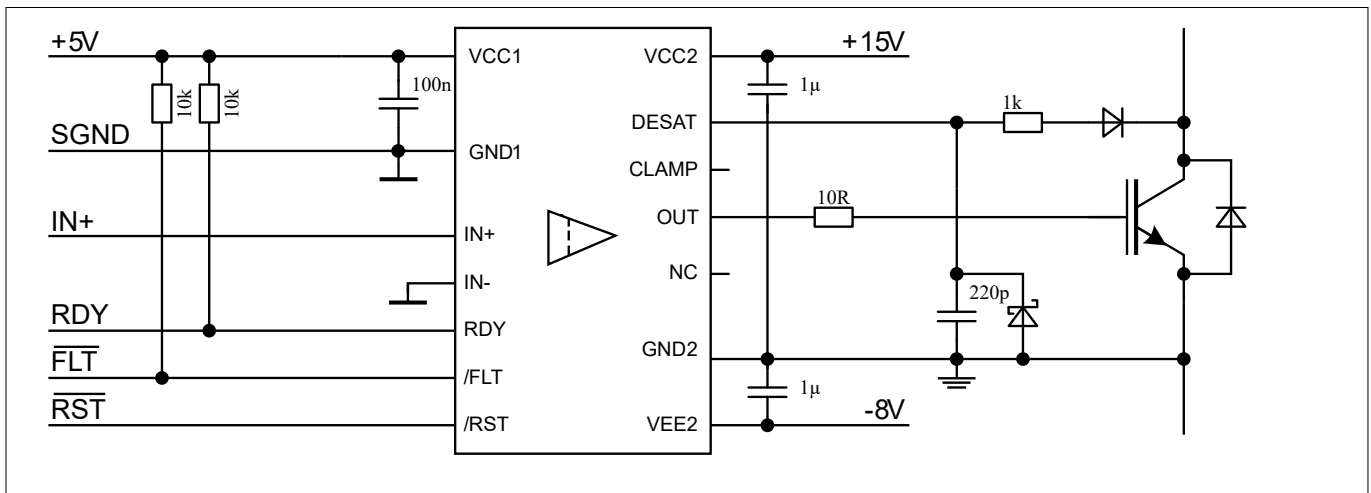 +5V
10k
10k
100n
SGND
IN+
RDY
FLT
RST
VCC1
GND1
IN+
IN-
RDY
/FLT
/RST
VCC2
DESAT
CLAMP
OUT
NC
GND2
VEE2
+15V
1µ
1k
10R
220p
1µ
-8V